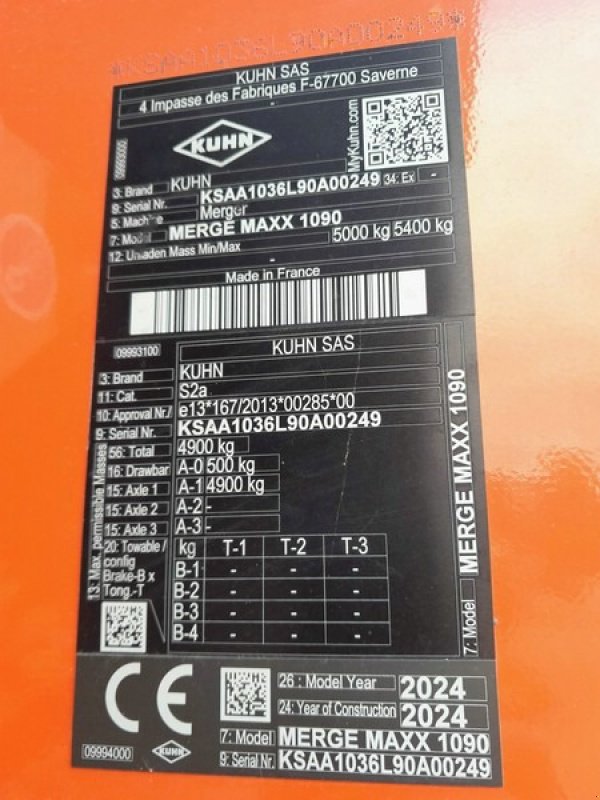 *KSAA1036L90A00249*
KUHN SAS
4 Impasse des Fabriques F-67700 Saverne
09993000
KUHN
MyKuhn.com
3: Brand KUHN
9: Serial Nr. KSAA1036L90A00249 34: Ex -
5: Machine Merger
7: Model MERGE MAXX 1090
12: Unladen Mass Min/Max 5000 kg 5400 kg
-
Made in France
09993100 KUHN SAS
3: Brand KUHN
11: Cat. S2a
10: Approval Nr./ e13*167/2013*00285*00
9: Serial Nr. KSAA1036L90A00249
13: Max. permissible Masses
56: Total 4900 kg
16: Drawbar A-0 500 kg
15: Axle 1 A-1 4900 kg
15: Axle 2 A-2 -
15: Axle 3 A-3 -
20: Towable / config Brake-B x Tong.-T
kg T-1 T-2 T-3
B-1 - - -
B-2 - - -
B-3 - - -
B-4 - - -
7: Model MERGE MAXX 1090
CE
09994000 KUHN
26 : Model Year 2024
24: Year of Construction 2024
7: Model MERGE MAXX 1090
9: Serial Nr. KSAA1036L90A00249